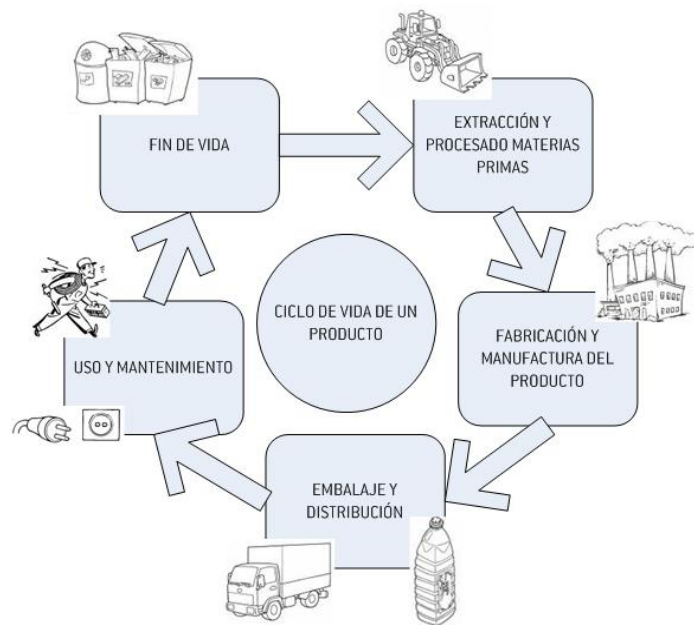 FIN DE VIDA
EXTRACCIÓN Y
PROCESADO MATERIAS
PRIMAS
CICLO DE VIDA DE UN
PRODUCTO
FABRICACIÓN Y
MANUFACTURA DEL
PRODUCTO
USO Y MANTENIMIENTO
EMBALAJE Y
DISTRIBUCIÓN